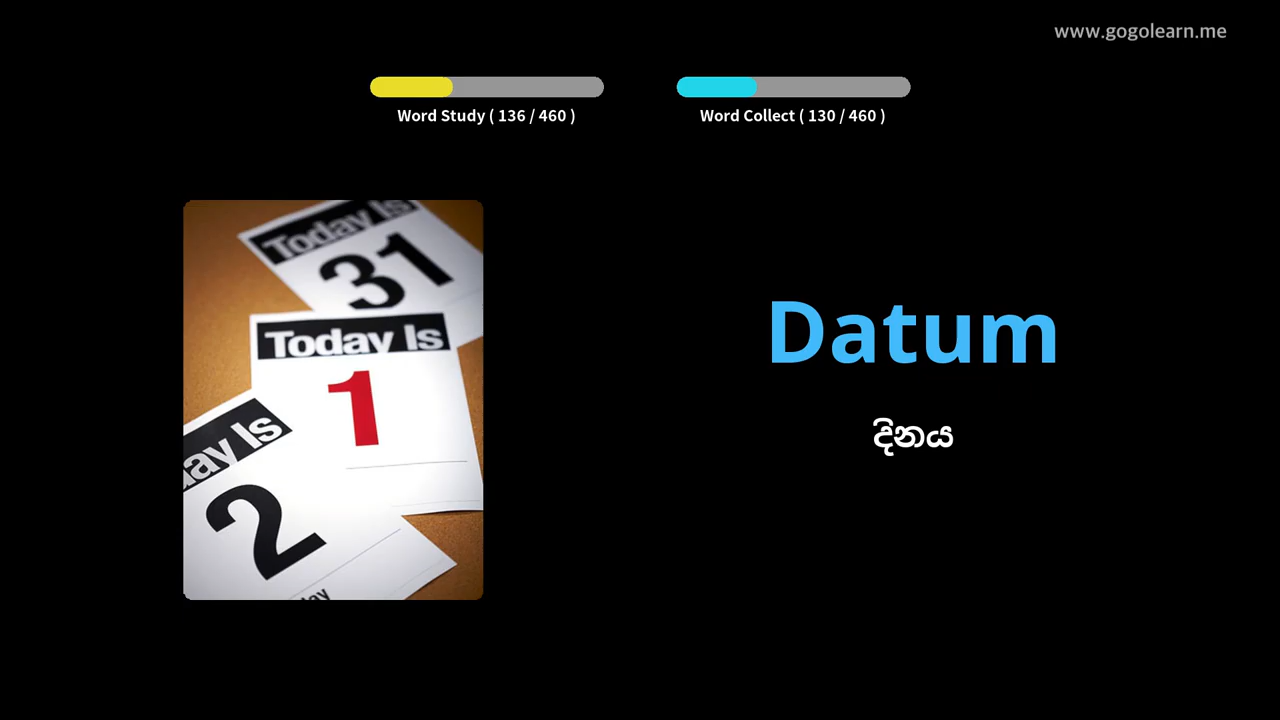 www.gogolearn.me
Word Study ( 136 / 460 )
Word Collect ( 130 / 460 )
Today Is
31
Today Is
1
ay Is
2
day
Datum
දිනය